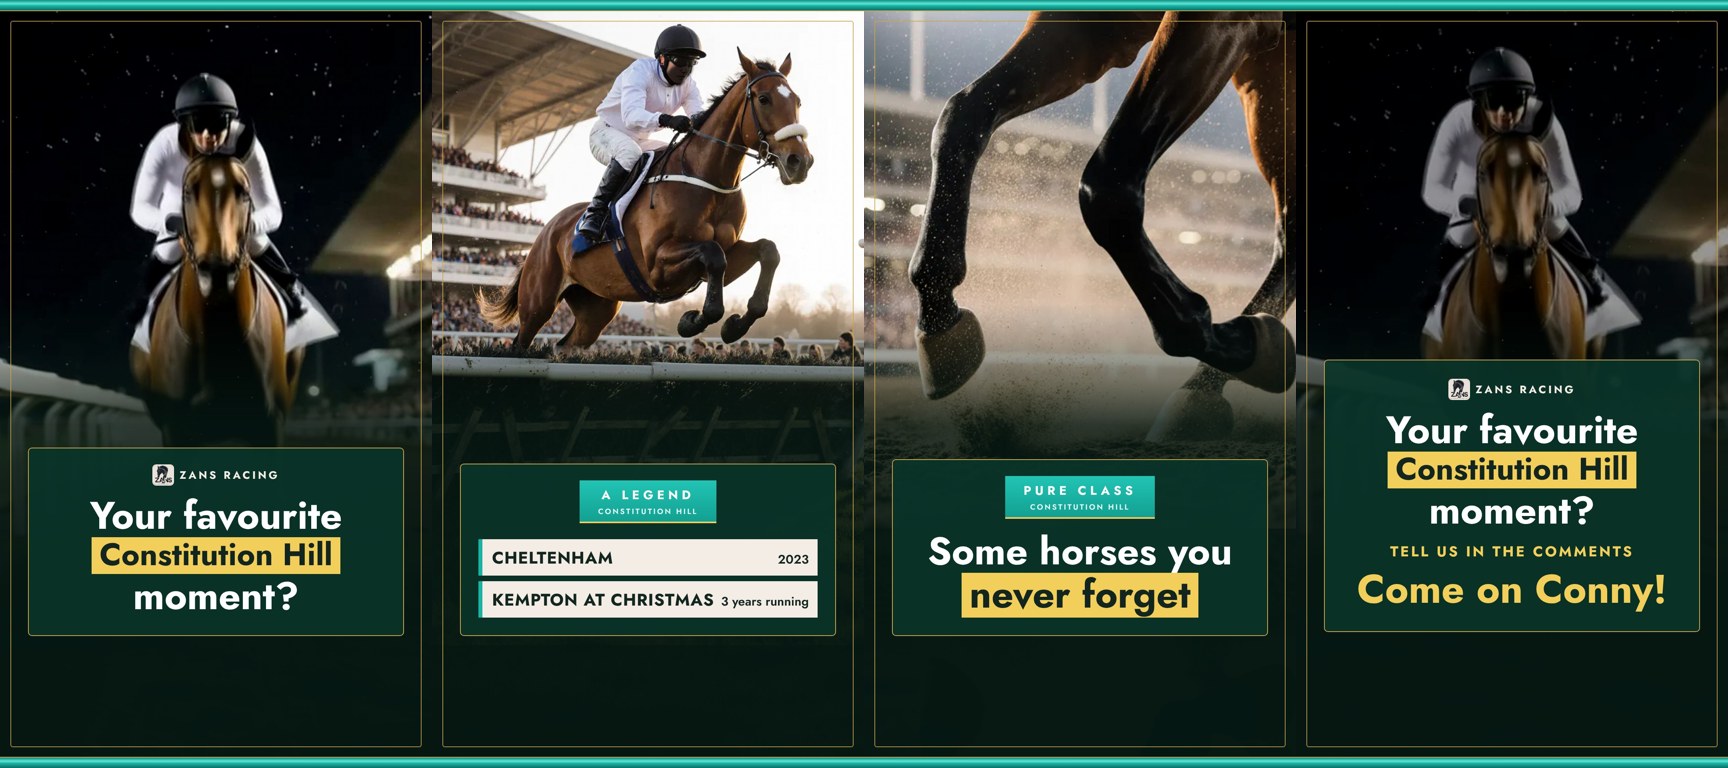 ZANS RACING
Your favourite
Constitution Hill
moment?
A LEGEND
CONSTITUTION HILL
CHELTENHAM 2023
KEMPTON AT CHRISTMAS 3 years running
PURE CLASS
CONSTITUTION HILL
Some horses you
never forget
ZANS RACING
Your favourite
Constitution Hill
moment?
TELL US IN THE COMMENTS
Come on Conny!